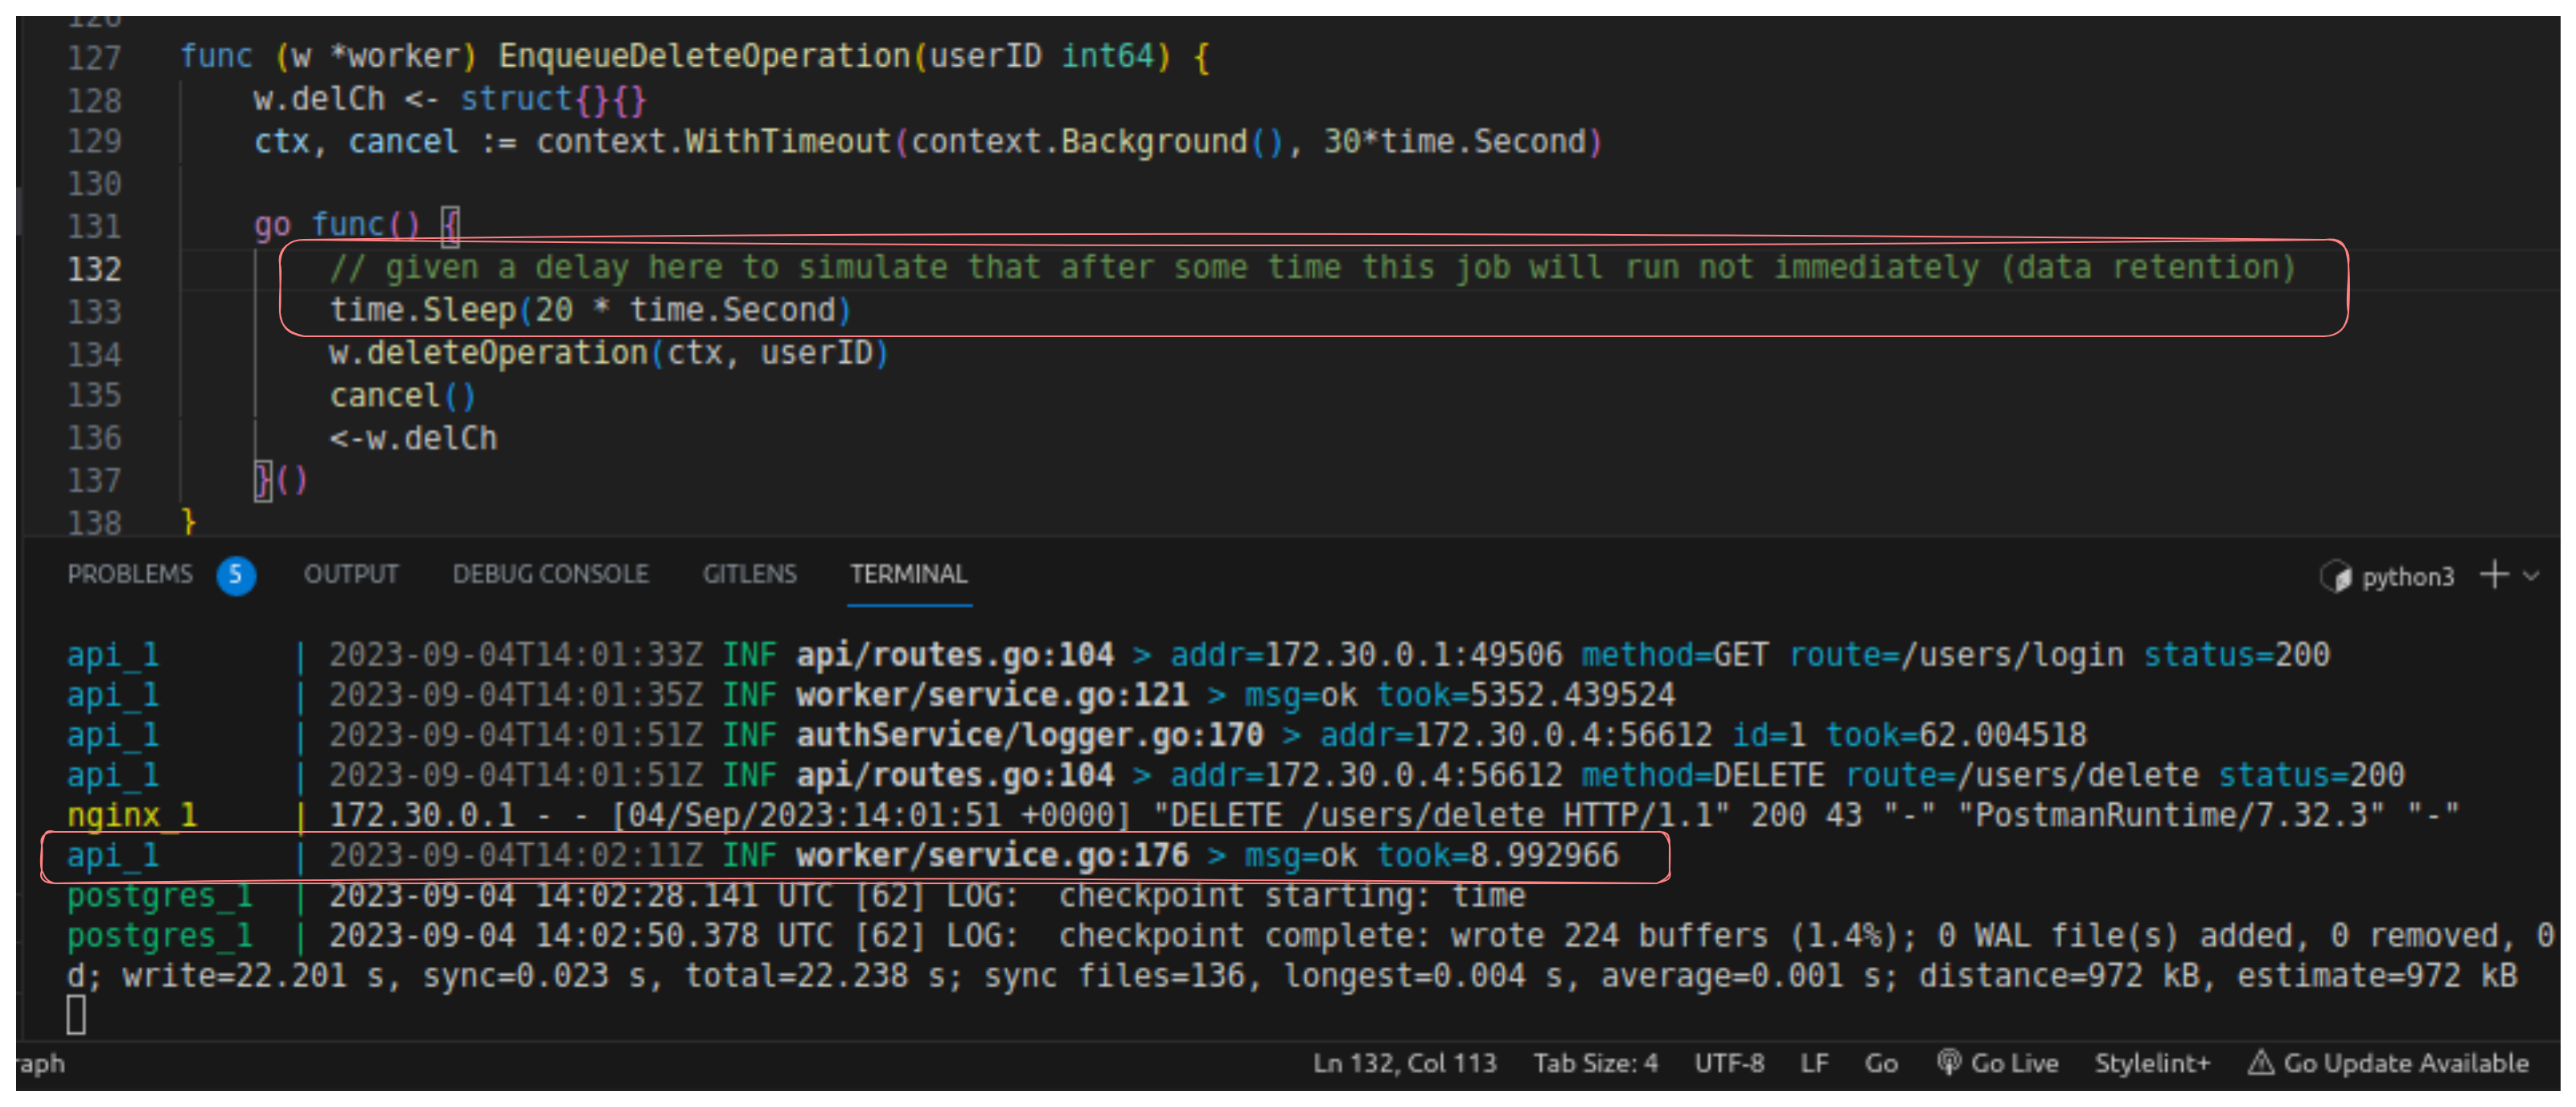 126
127 func (w *worker) EnqueueDeleteOperation(userID int64) {
128 w.delCh <- struct{}{}
129 ctx, cancel := context.WithTimeout(context.Background(), 30*time.Second)
130
131 go func() {
132 // given a delay here to simulate that after some time this job will run not immediately (data retention)
133 time.Sleep(20 * time.Second)
134 w.deleteOperation(ctx, userID)
135 cancel()
136 <-w.delCh
137 }()
138 }
PROBLEMS 5 OUTPUT DEBUG CONSOLE GITLENS TERMINAL python3
api_1 | 2023-09-04T14:01:33Z INF api/routes.go:104 > addr=172.30.0.1:49506 method=GET route=/users/login status=200
api_1 | 2023-09-04T14:01:35Z INF worker/service.go:121 > msg=ok took=5352.439524
api_1 | 2023-09-04T14:01:51Z INF authService/logger.go:170 > addr=172.30.0.4:56612 id=1 took=62.004518
api_1 | 2023-09-04T14:01:51Z INF api/routes.go:104 > addr=172.30.0.4:56612 method=DELETE route=/users/delete status=200
nginx_1 | 172.30.0.1 - - [04/Sep/2023:14:01:51 +0000] "DELETE /users/delete HTTP/1.1" 200 43 "-" "PostmanRuntime/7.32.3" "-"
api_1 | 2023-09-04T14:02:11Z INF worker/service.go:176 > msg=ok took=8.992966
postgres_1 | 2023-09-04 14:02:28.141 UTC [62] LOG: checkpoint starting: time
postgres_1 | 2023-09-04 14:02:50.378 UTC [62] LOG: checkpoint complete: wrote 224 buffers (1.4%); 0 WAL file(s) added, 0 removed, 0
d; write=22.201 s, sync=0.023 s, total=22.238 s; sync files=136, longest=0.004 s, average=0.001 s; distance=972 kB, estimate=972 kB
raph Ln 132, Col 113 Tab Size: 4 UTF-8 LF Go Go Live Stylelint+ Go Update Available